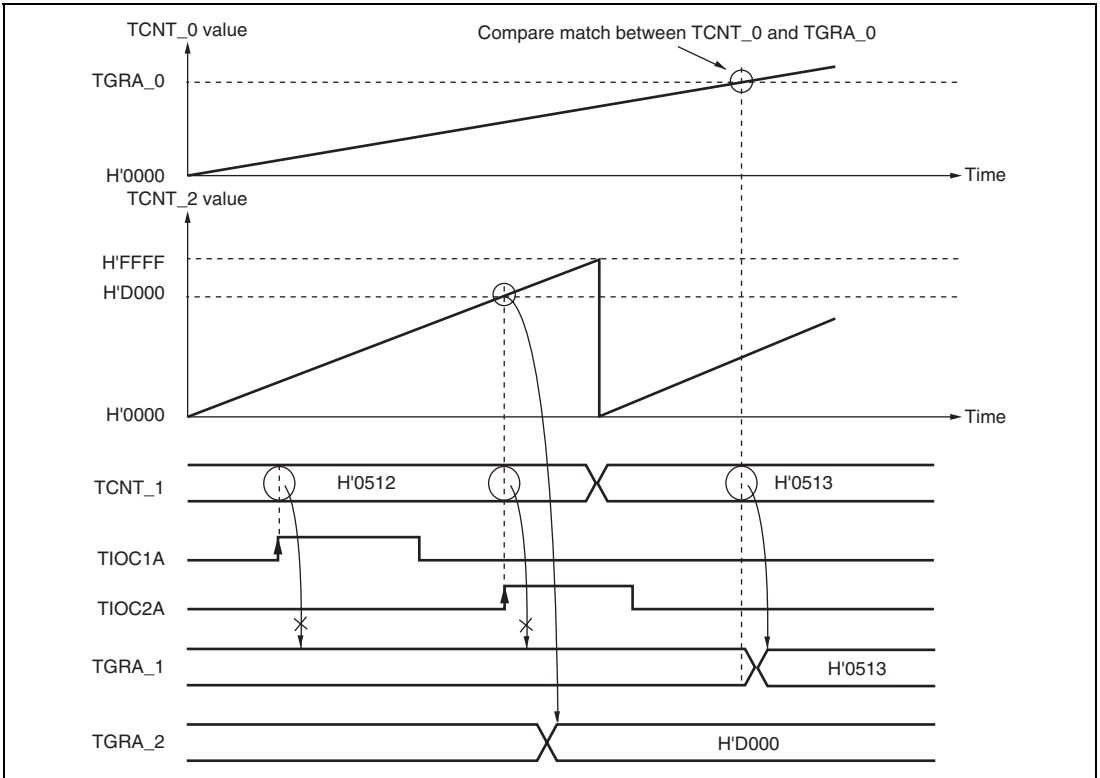 TCNT_0 value
Compare match between TCNT_0 and TGRA_0
TGRA_0
H'0000
Time
TCNT_2 value
H'FFFF
H'D000
H'0000
Time
TCNT_1
H'0512
H'0513
TIOC1A
TIOC2A
TGRA_1
H'0513
TGRA_2
H'D000